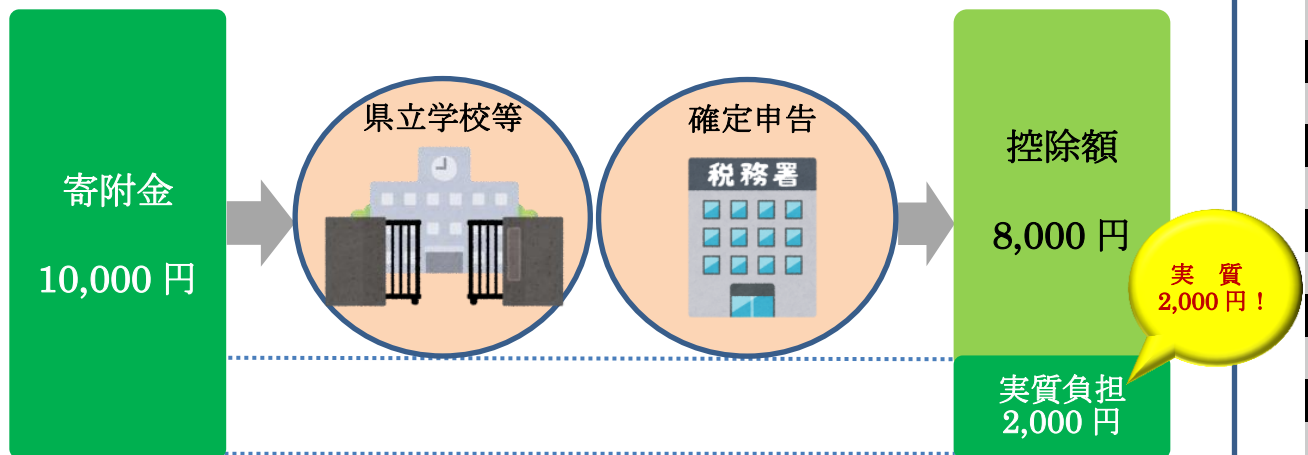 寄附金
10,000 円
県立学校等
確定申告
税務署
控除額
8,000 円
実　質
2,000 円！
実質負担
2,000 円